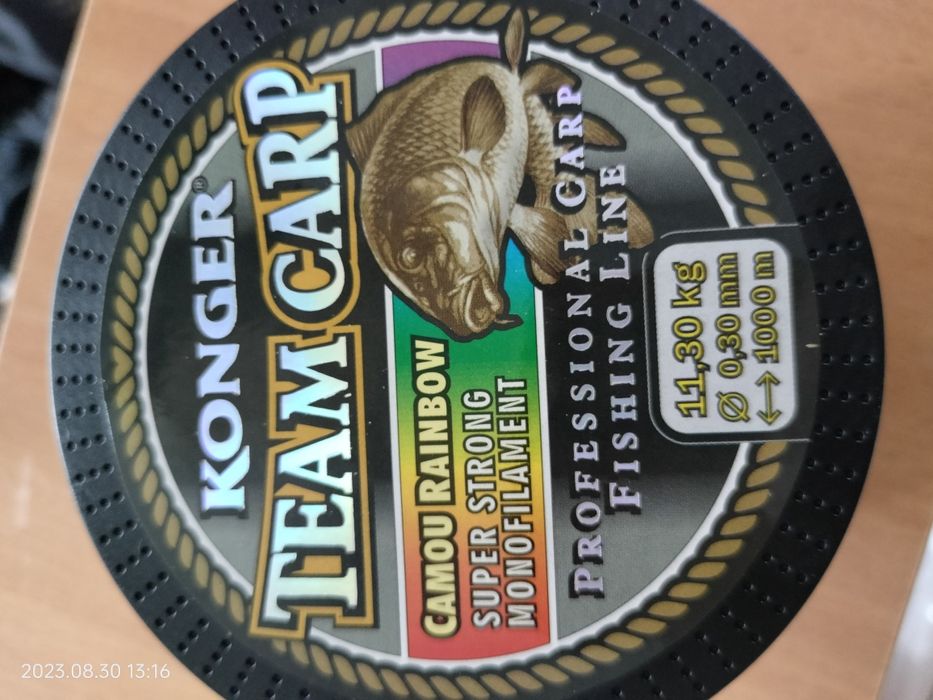 KONGER®
TEAM CARP
CAMOU RAINBOW
SUPER STRONG
MONOFILAMENT
PROFESSIONAL CARP
FISHING LINE
11,30 kg
Ø 0,30 mm
↔ 1000 m
2023.08.30 13:16